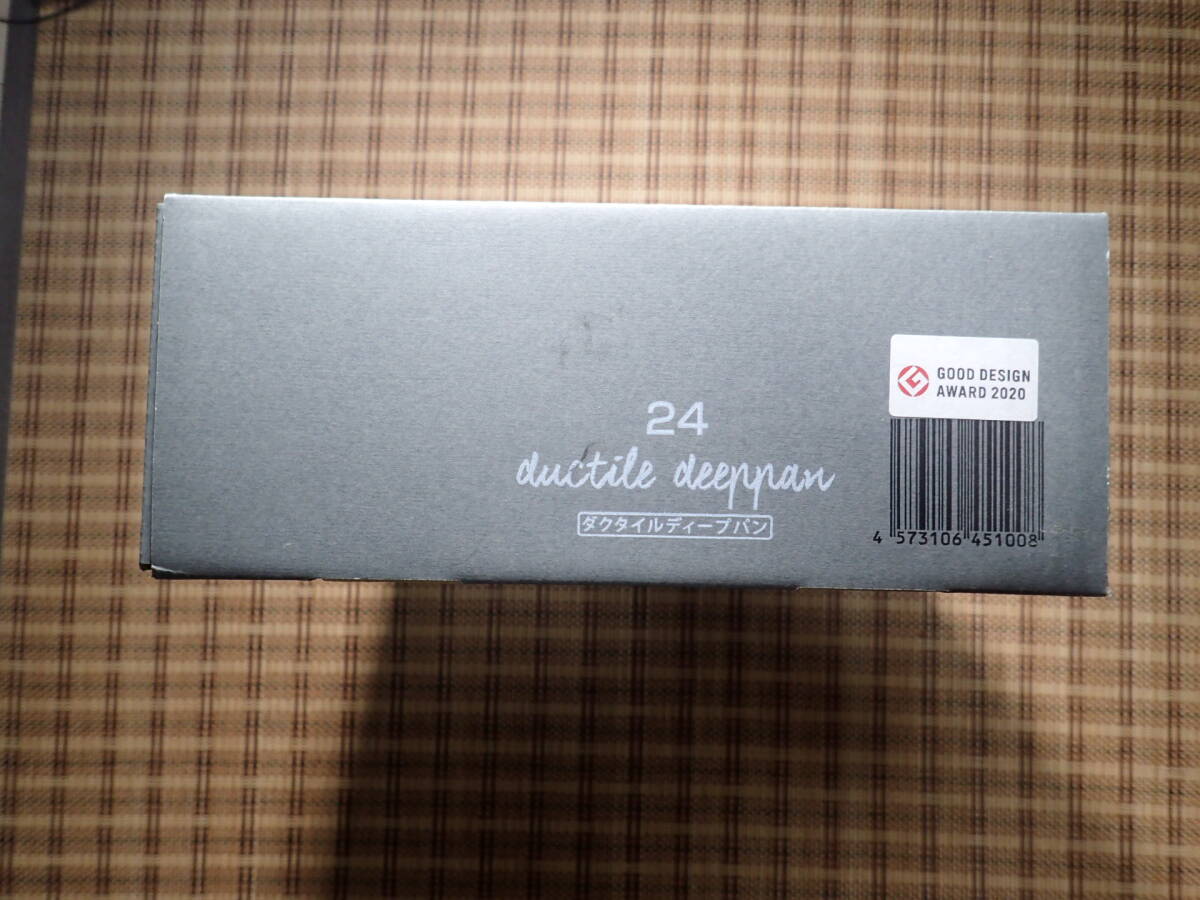 GOOD DESIGN
AWARD 2020
24
ductile deeppan
ダクタイルディープパン
4 573106 451008